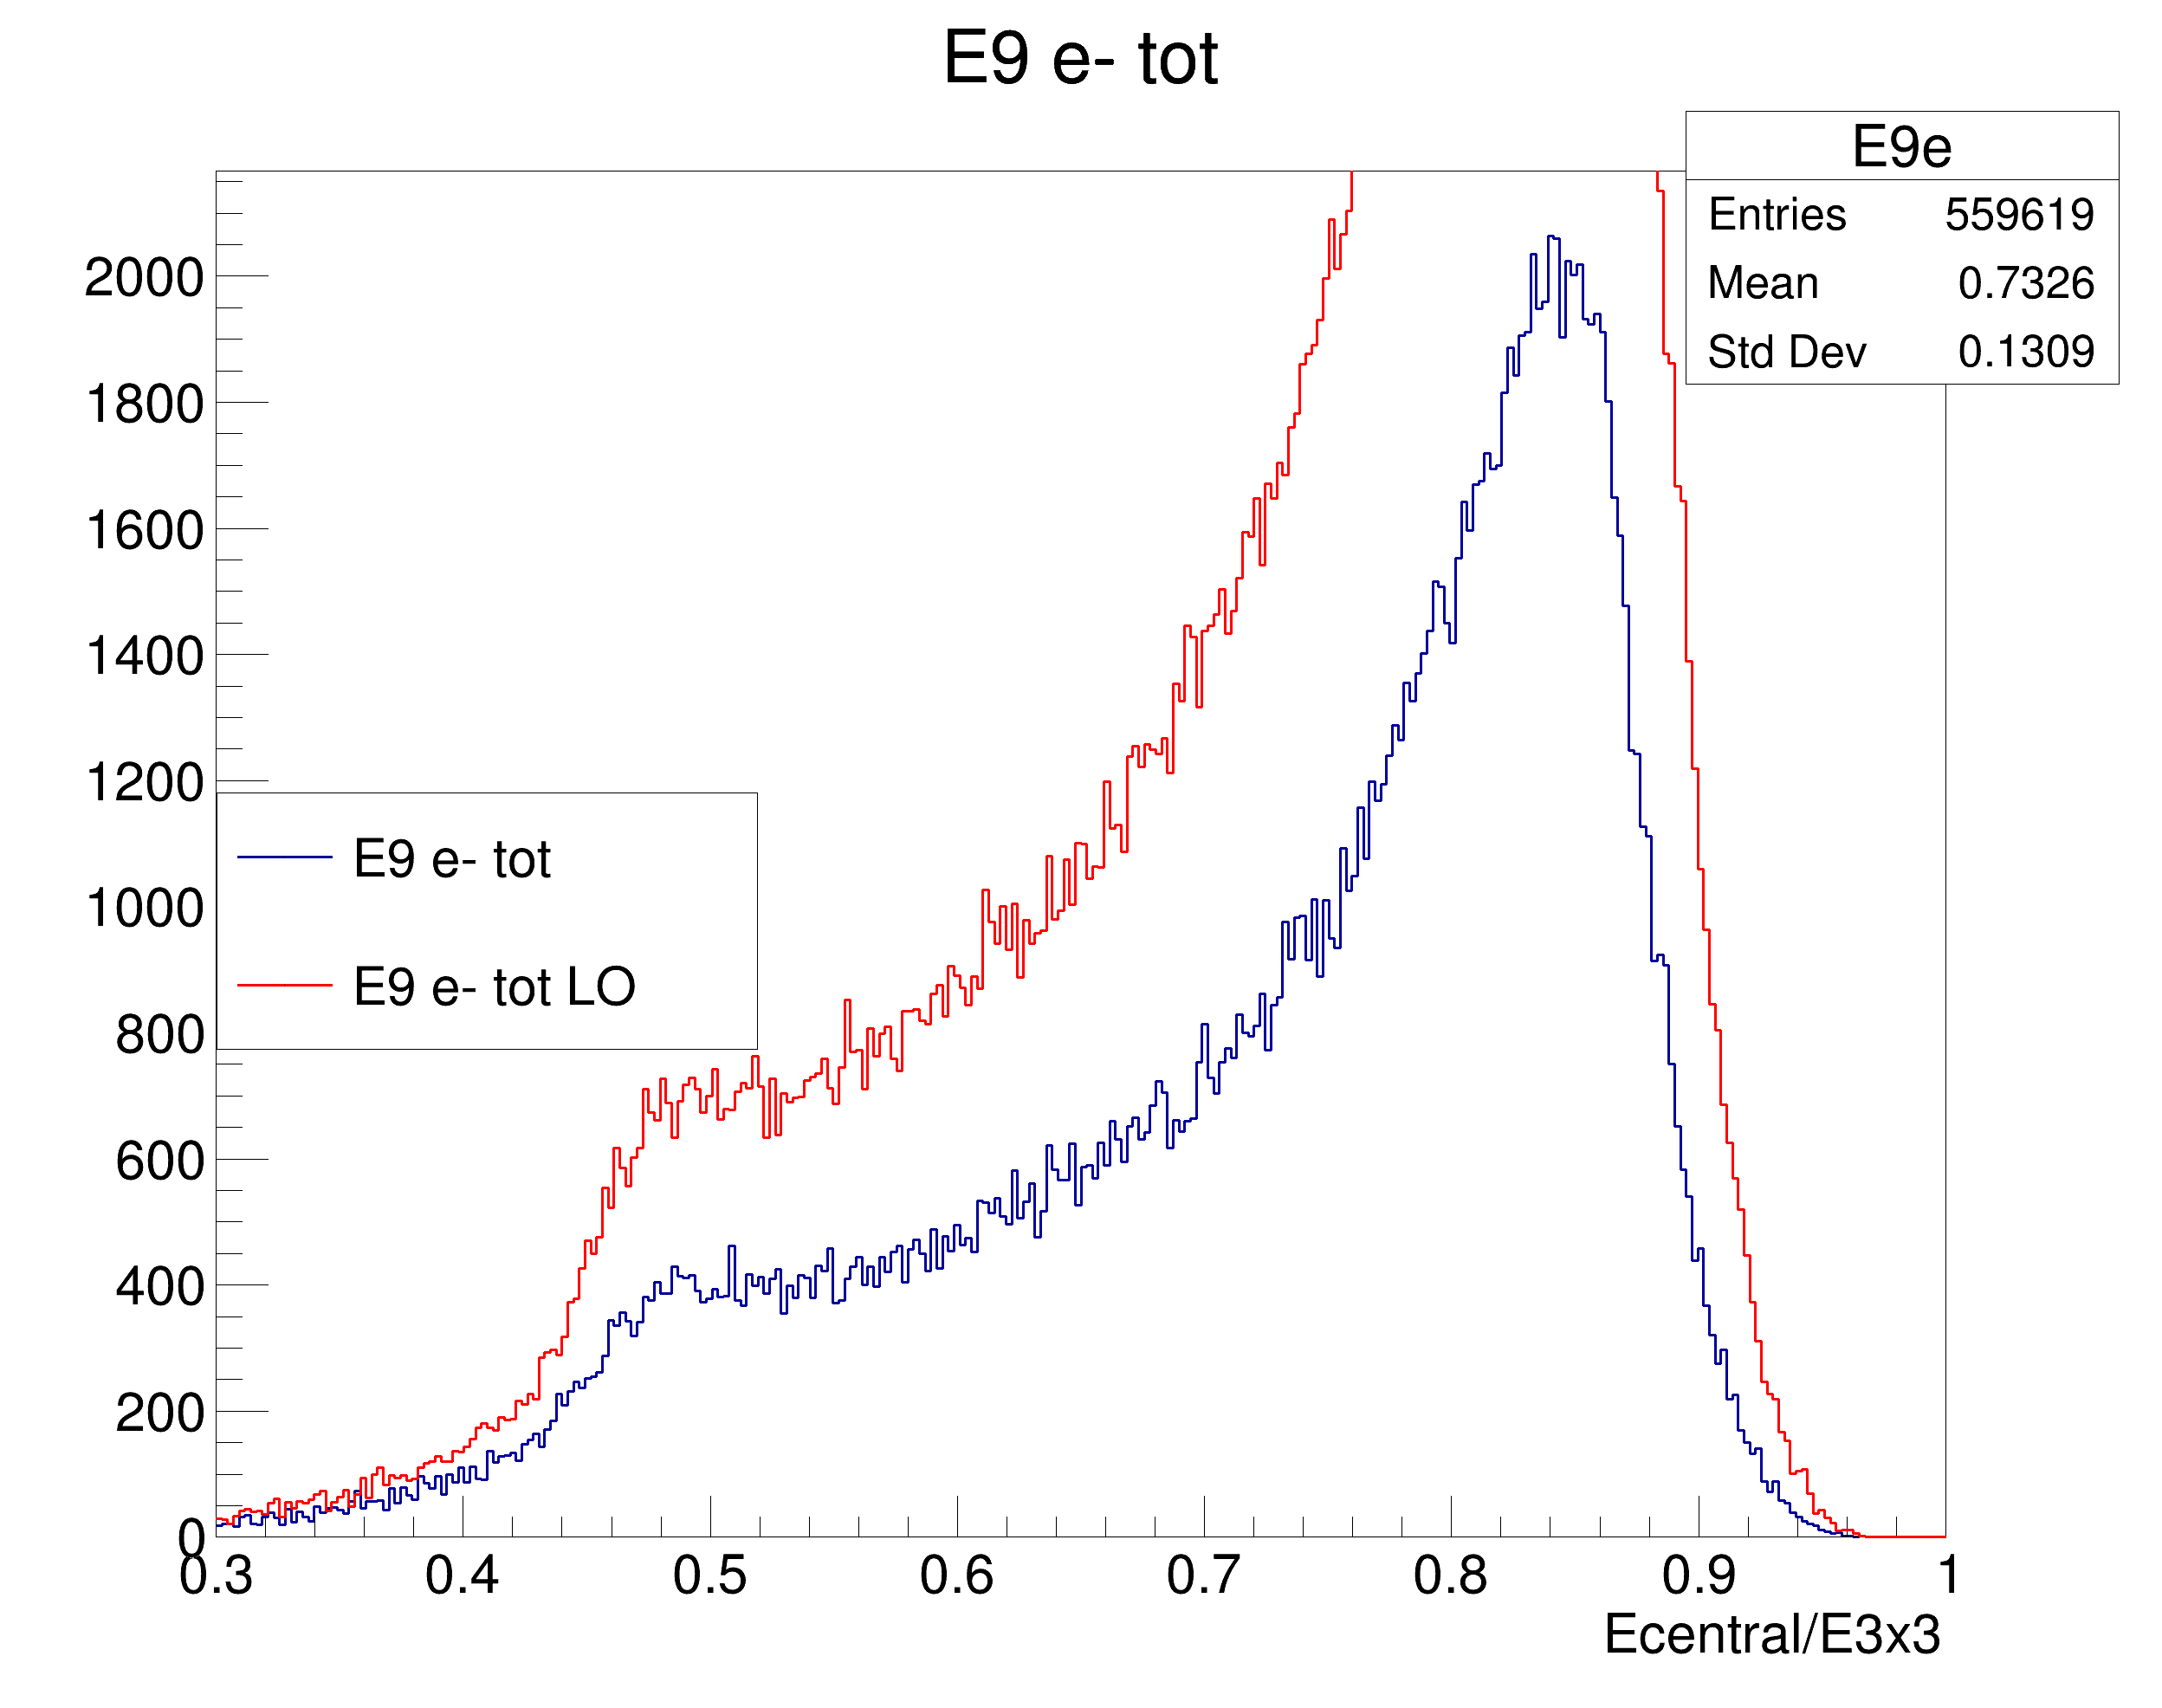 E9 e- tot
E9e
Entries 559619
Mean 0.7326
Std Dev 0.1309
2000
1800
1600
1400
1200
1000
800
600
400
200
0
E9 e- tot
E9 e- tot LO
0.3 0.4 0.5 0.6 0.7 0.8 0.9 1
Ecentral/E3x3